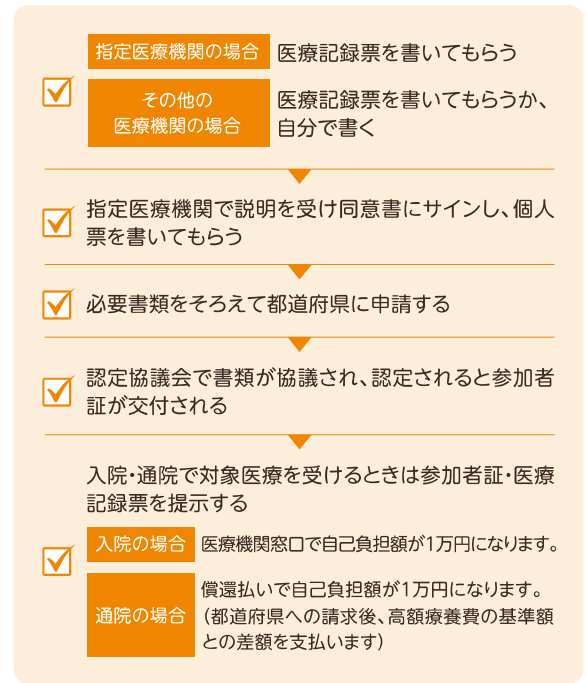 指定医療機関の場合 医療記録票を書いてもらう
その他の
医療機関の場合
医療記録票を書いてもらうか、
自分で書く
指定医療機関で説明を受け同意書にサインし、個人
票を書いてもらう
必要書類をそろえて都道府県に申請する
認定協議会で書類が協議され、認定されると参加者
証が交付される
入院・通院で対象医療を受けるときは参加者証・医療
記録票を提示する
入院の場合 医療機関窓口で自己負担額が1万円になります。
通院の場合
償還払いで自己負担額が1万円になります。
（都道府県への請求後、高額療養費の基準額
との差額を支払います）